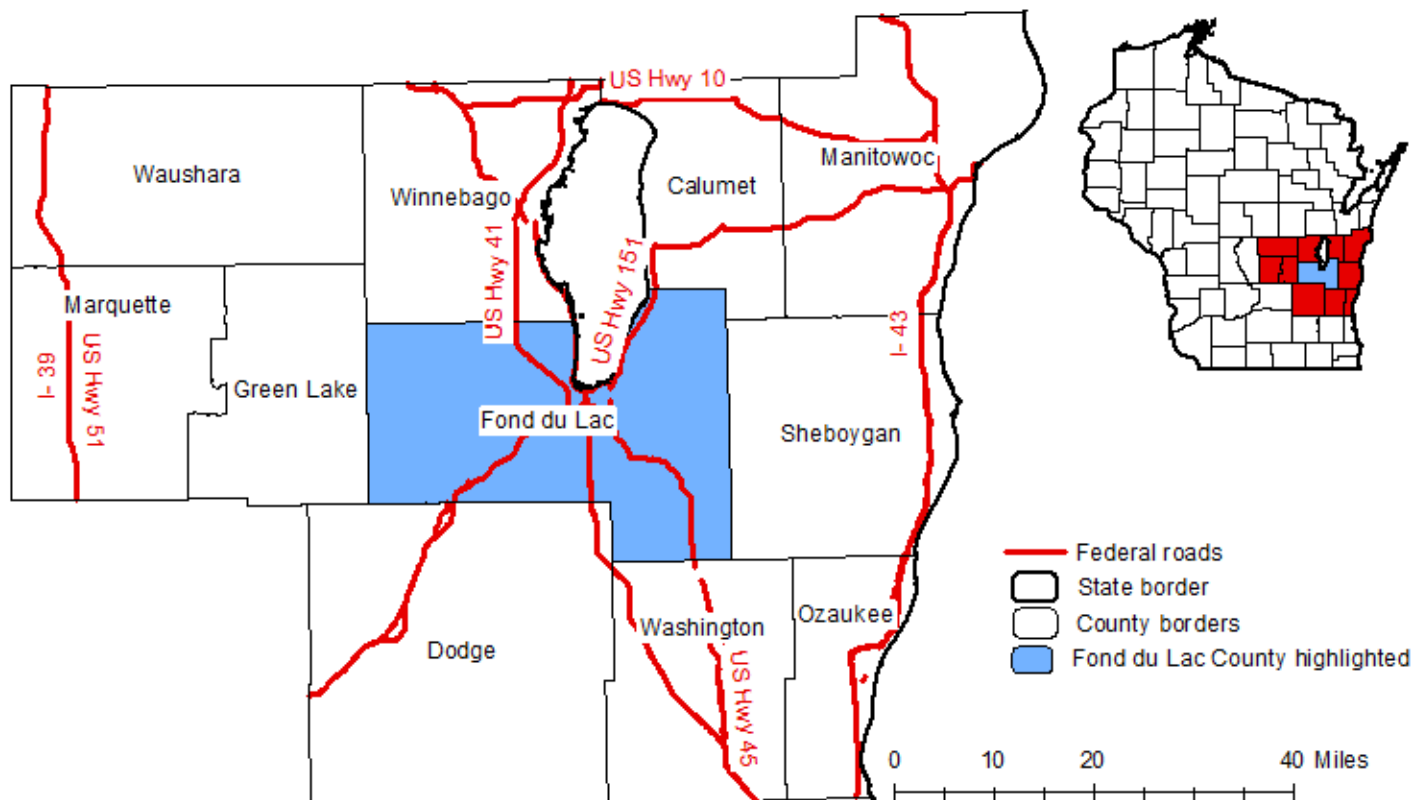 US Hwy 10
Waushara
Winnebago
Calumet
Manitowoc
US Hwy 41
US Hwy 151
Marquette
I- 39
US Hwy 51
Green Lake
I- 43
Fond du Lac
Sheboygan
Dodge
Washington
Ozaukee
US Hwy 45
Federal roads
State border
County borders
Fond du Lac County highlighted
0 10 20 40 Miles